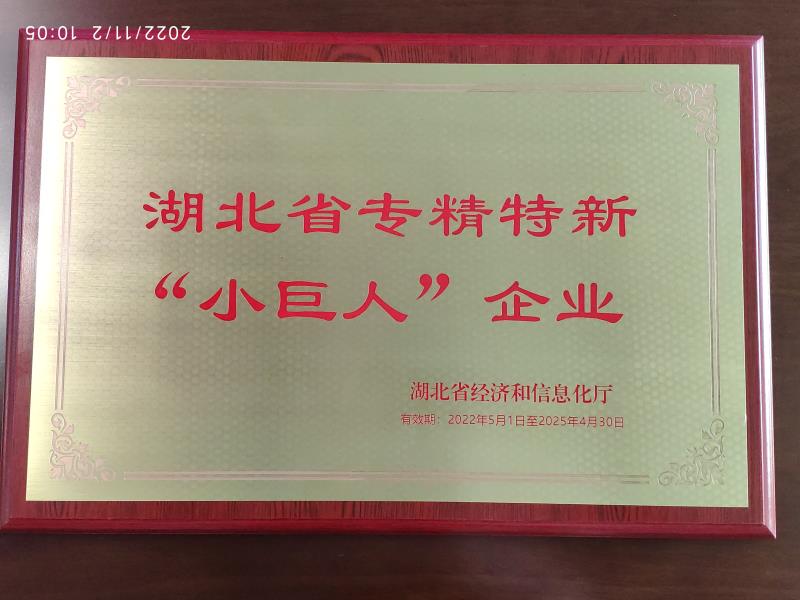 2022/11/2 10:05
湖北省专精特新
“小巨人”企业
湖北省经济和信息化厅
有效期：2022年5月1日至2025年4月30日